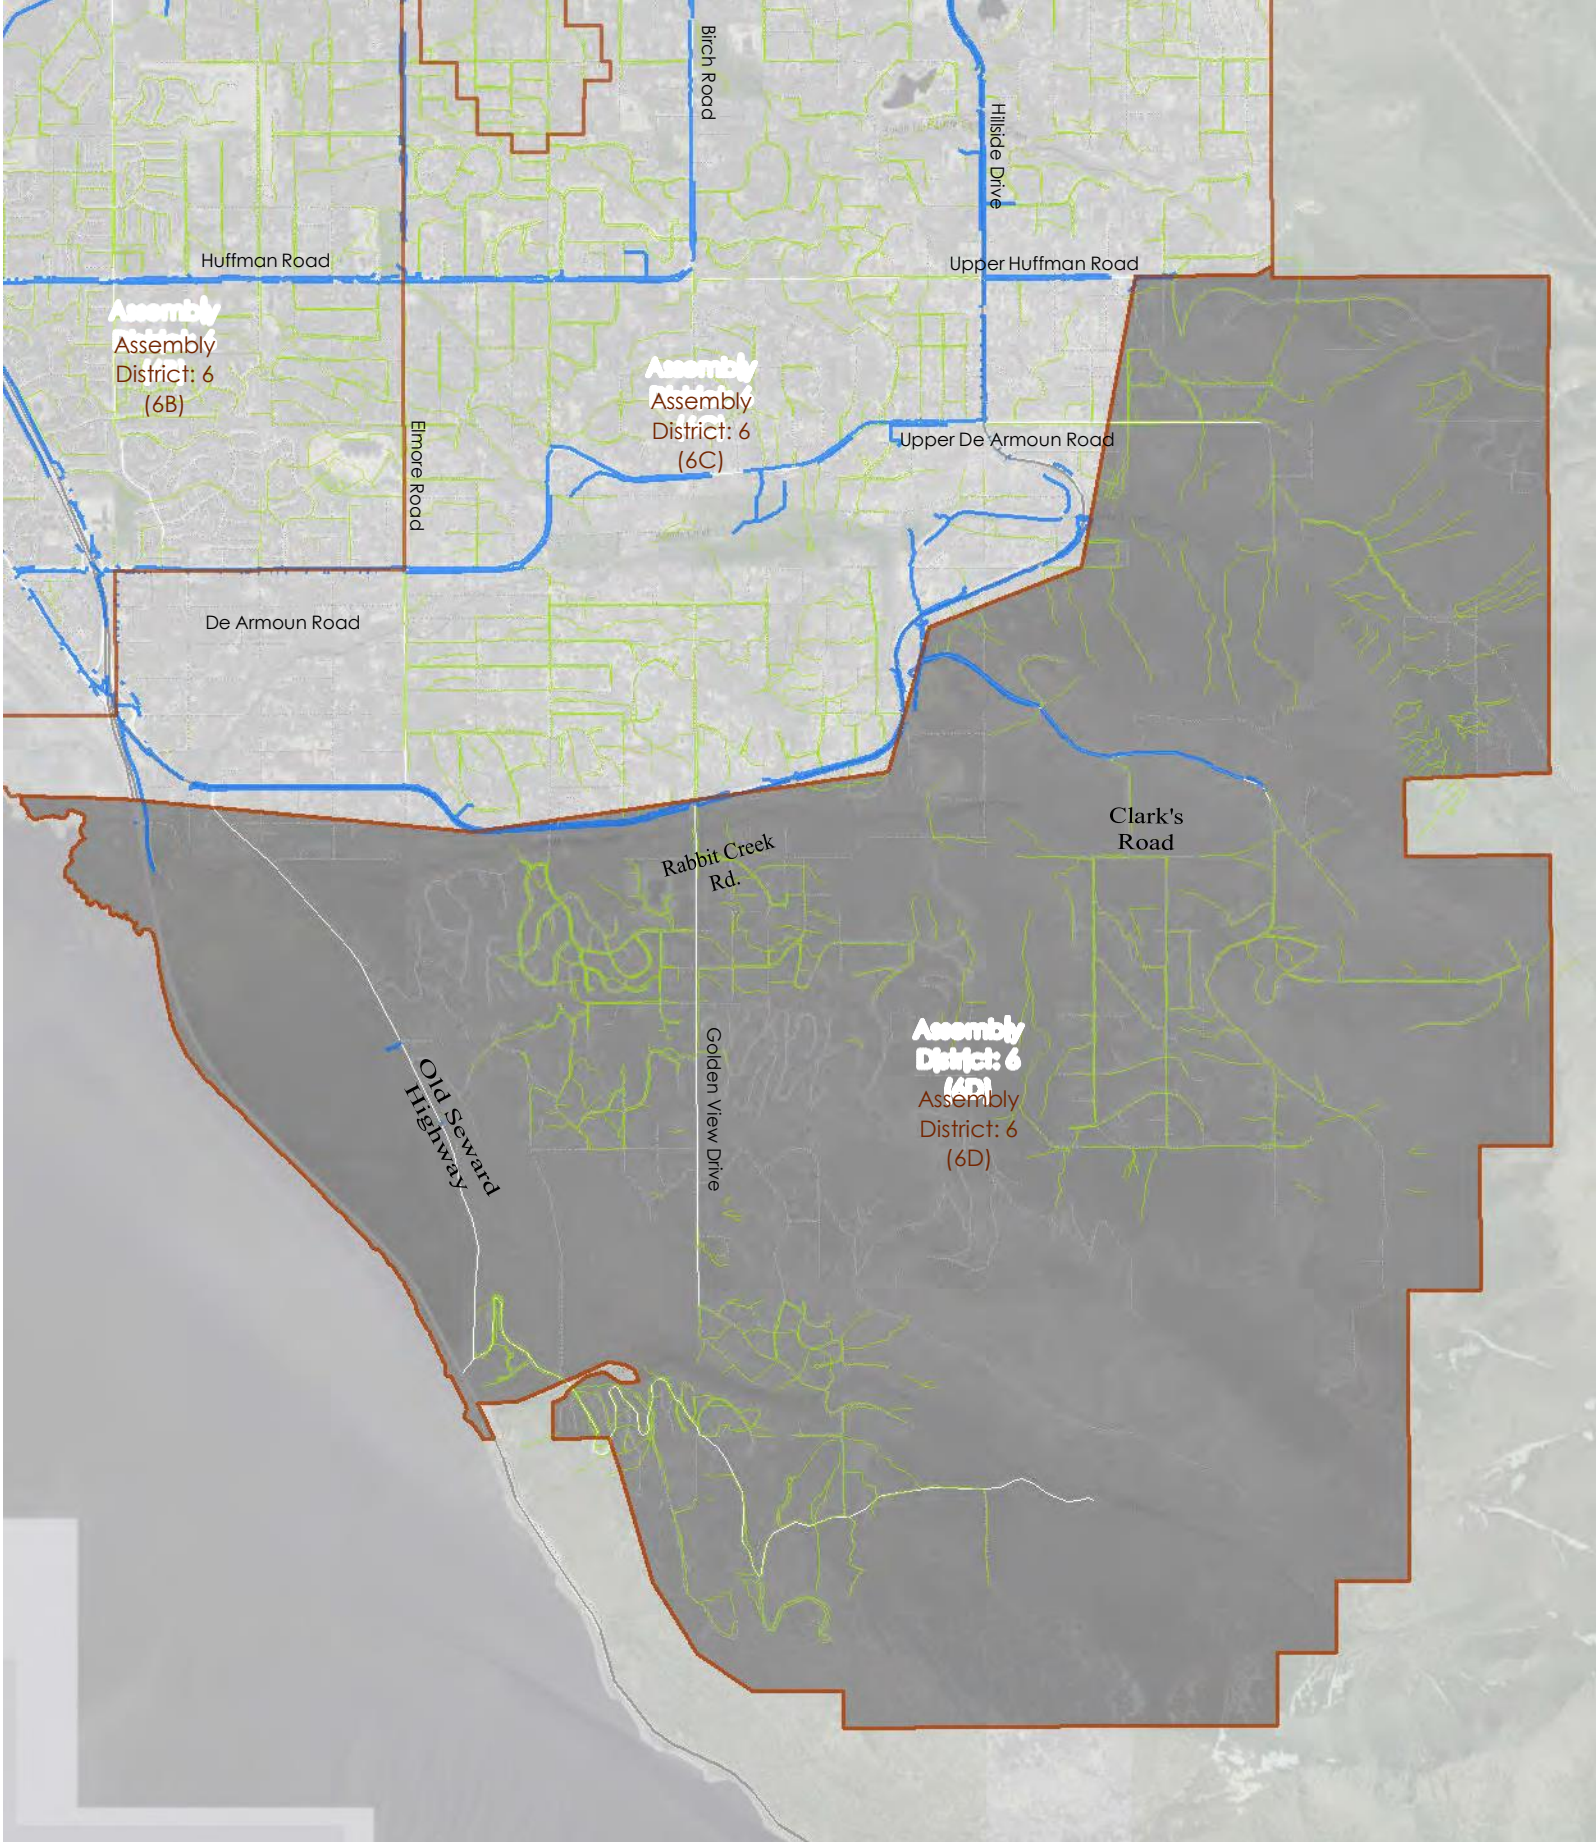 Birch Road
Hillside Drive
Huffman Road
Upper Huffman Road
Assembly
Assembly
District: 6
(6B)
Assembly
Assembly
District: 6
(6C)
Elmore Road
Upper De Armoun Road
De Armoun Road
Clark's
Road
Rabbit Creek
Rd.
Old Seward
Highway
Golden View Drive
Assembly
District: 6
(6D)
Assembly
District: 6
(6D)